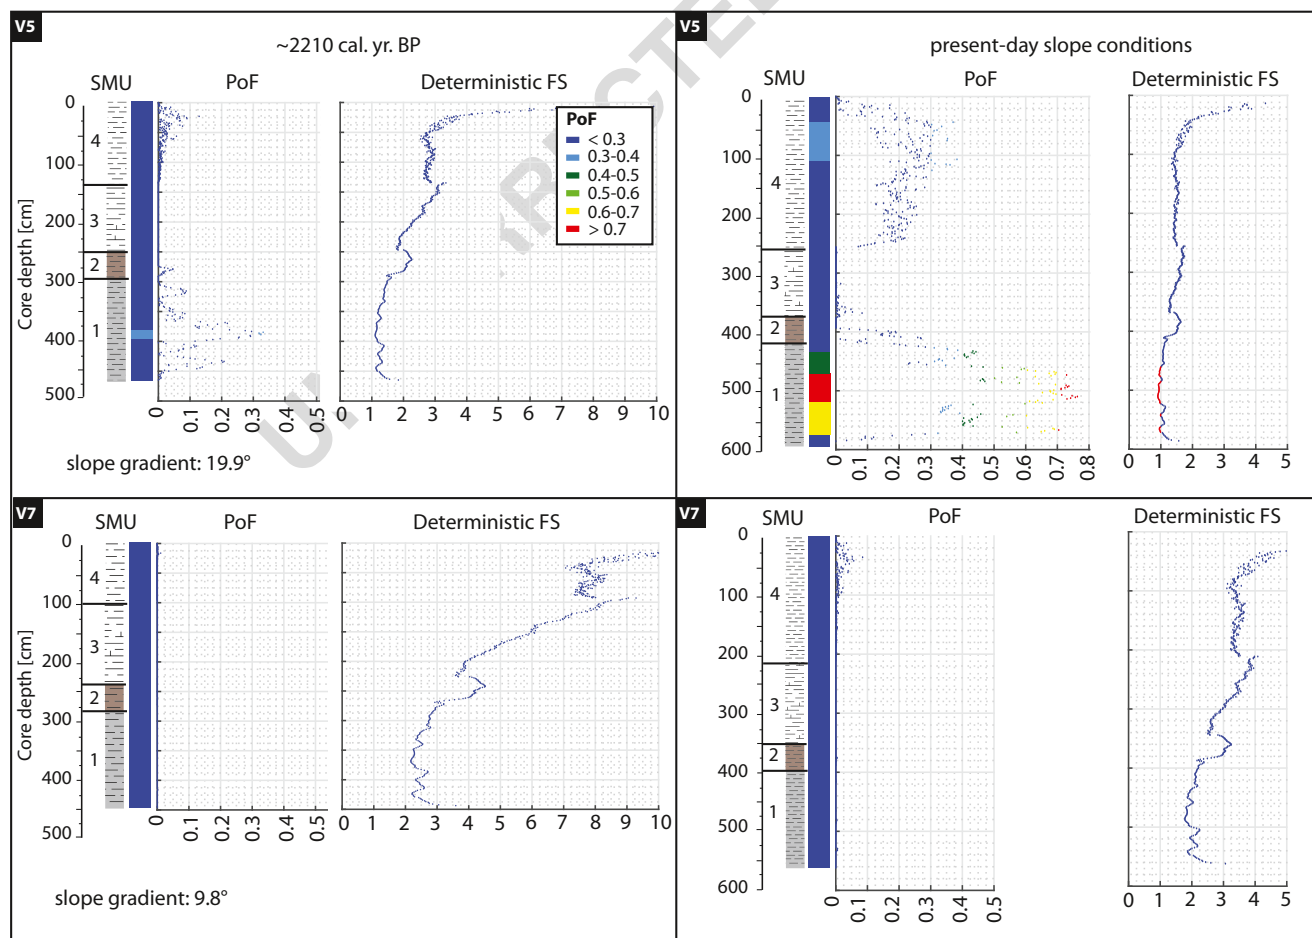 V5
~2210 cal. yr. BP
SMU PoF Deterministic FS
Core depth [cm]
0
100
200
300
400
500
4
3
2
1
0 0.1 0.2 0.3 0.4 0.5
0 1 2 3 4 5 6 7 8 9 10
PoF
< 0.3
0.3-0.4
0.4-0.5
0.5-0.6
0.6-0.7
> 0.7
slope gradient: 19.9°
V5
present-day slope conditions
SMU PoF Deterministic FS
0
100
200
300
400
500
600
4
3
2
1
0 0.1 0.2 0.3 0.4 0.5 0.6 0.7 0.8
0 1 2 3 4 5
V7
SMU PoF Deterministic FS
Core depth [cm]
0
100
200
300
400
500
4
3
2
1
0 0.1 0.2 0.3 0.4 0.5
0 1 2 3 4 5 6 7 8 9 10
slope gradient: 9.8°
V7
SMU PoF Deterministic FS
0
100
200
300
400
500
600
4
3
2
1
0 0.1 0.2 0.3 0.4 0.5
0 1 2 3 4 5